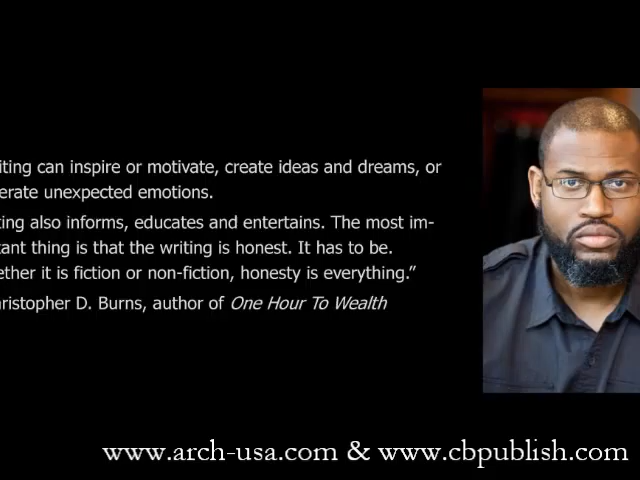 iting can inspire or motivate, create ideas and dreams, or
erate unexpected emotions.
ing also informs, educates and entertains. The most im-
tant thing is that the writing is honest. It has to be.
ether it is fiction or non-fiction, honesty is everything.”
ristopher D. Burns, author of One Hour To Wealth
www.arch-usa.com & www.cbpublish.com